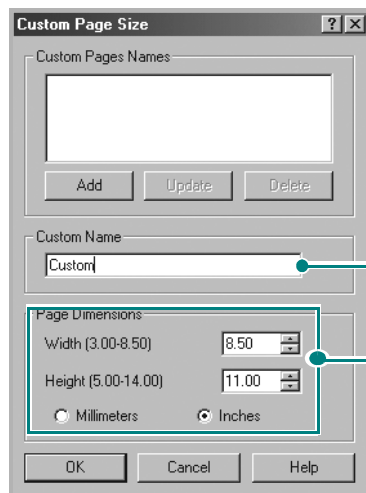 Custom Page Size
Custom Pages Names
Add Update Delete
Custom Name
Custom
Page Dimensions
Width (3.00-8.50) 8.50
Height (5.00-14.00) 11.00
Millimeters Inches
OK Cancel Help